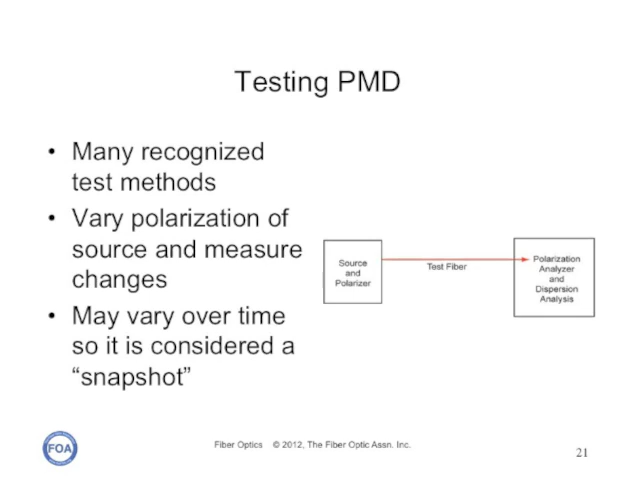 Testing PMD
• Many recognized
test methods
• Vary polarization of
source and measure
changes
• May vary over time
so it is considered a
“snapshot”
Source
and
Polarizer
Test Fiber
Polarization
Analyzer
and
Dispersion
Analysis
FOA
Fiber Optics © 2012, The Fiber Optic Assn. Inc.
21